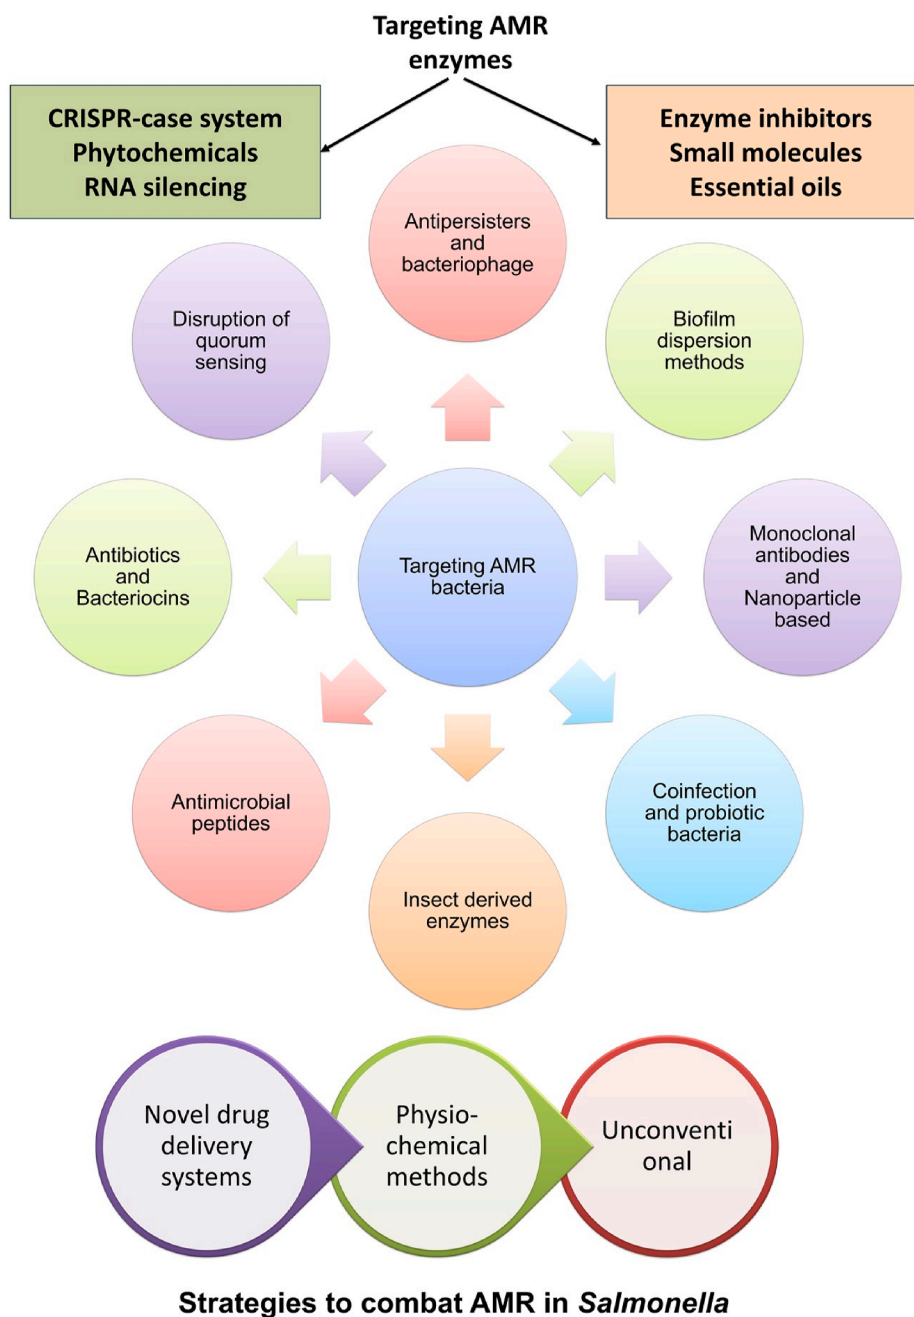 Targeting AMR
enzymes
CRISPR-case system
Phytochemicals
RNA silencing
Enzyme inhibitors
Small molecules
Essential oils
Antipersisters
and
bacteriophage
Disruption of
quorum
sensing
Biofilm
dispersion
methods
Antibiotics
and
Bacteriocins
Targeting AMR
bacteria
Monoclonal
antibodies
and
Nanoparticle
based
Antimicrobial
peptides
Coinfection
and probiotic
bacteria
Insect derived
enzymes
Novel drug
delivery
systems
Physio-
chemical
methods
Unconventi
onal
Strategies to combat AMR in Salmonella